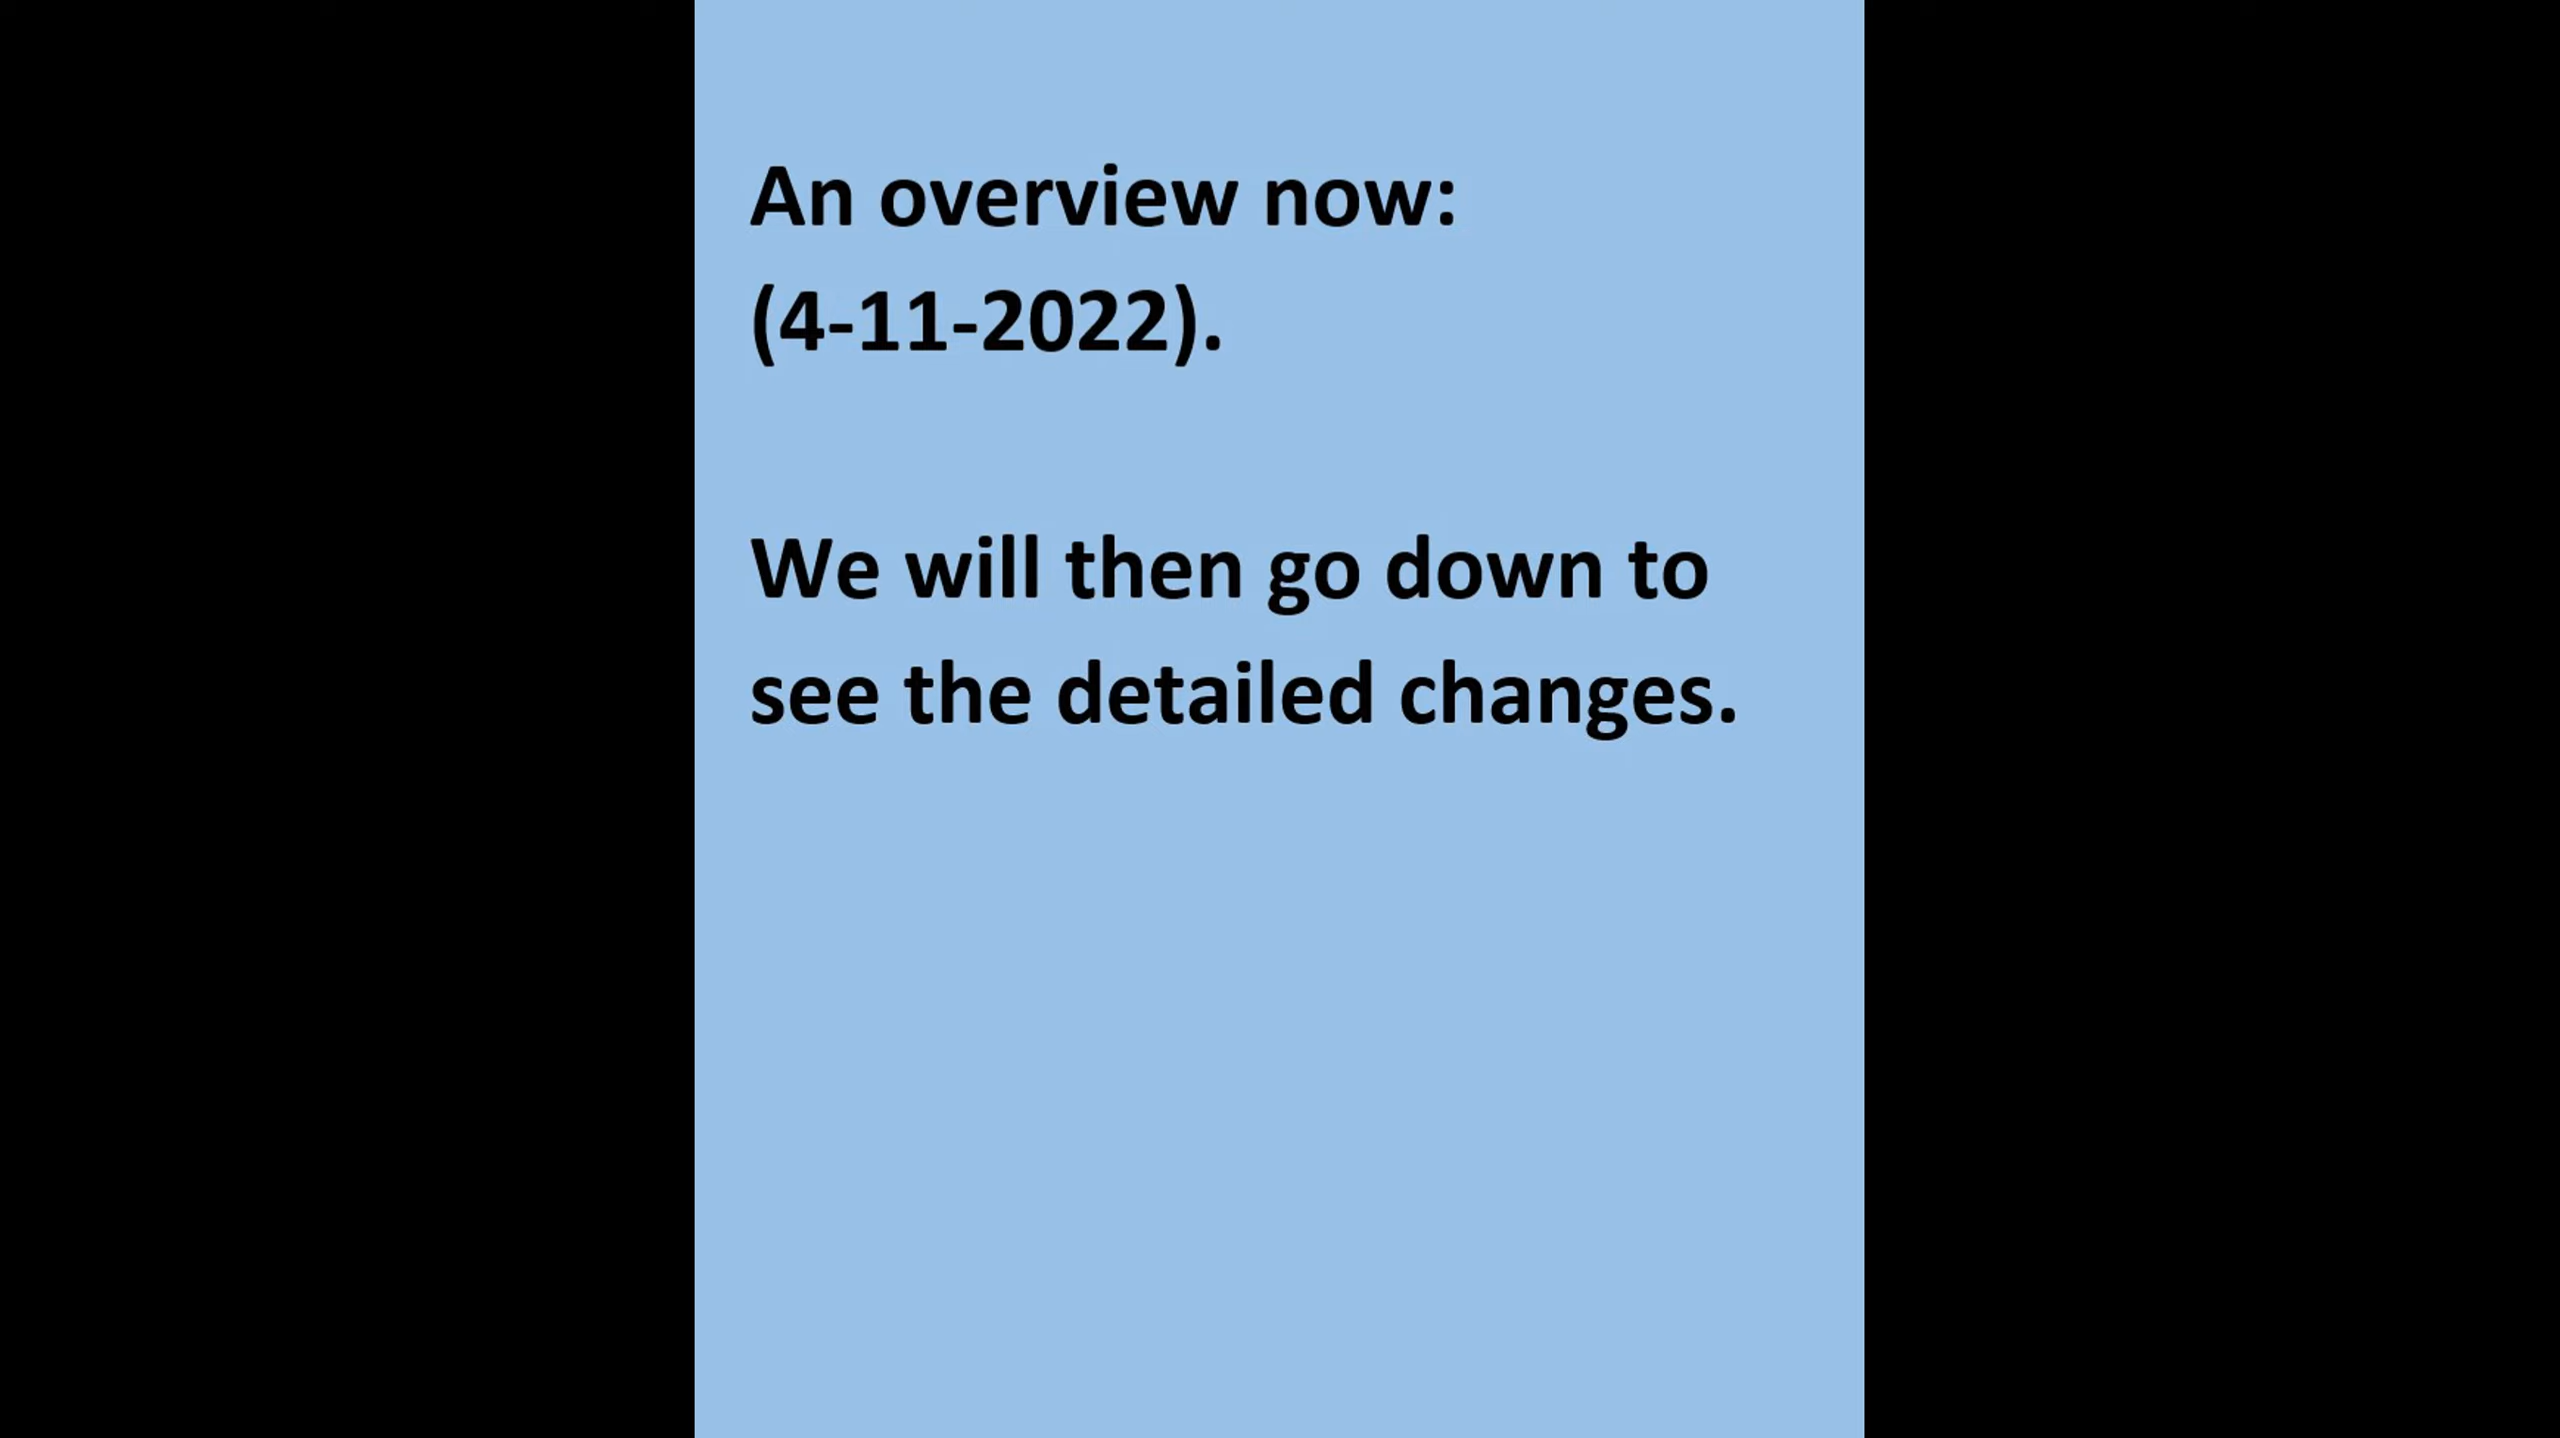 An overview now:
(4-11-2022).
We will then go down to
see the detailed changes.